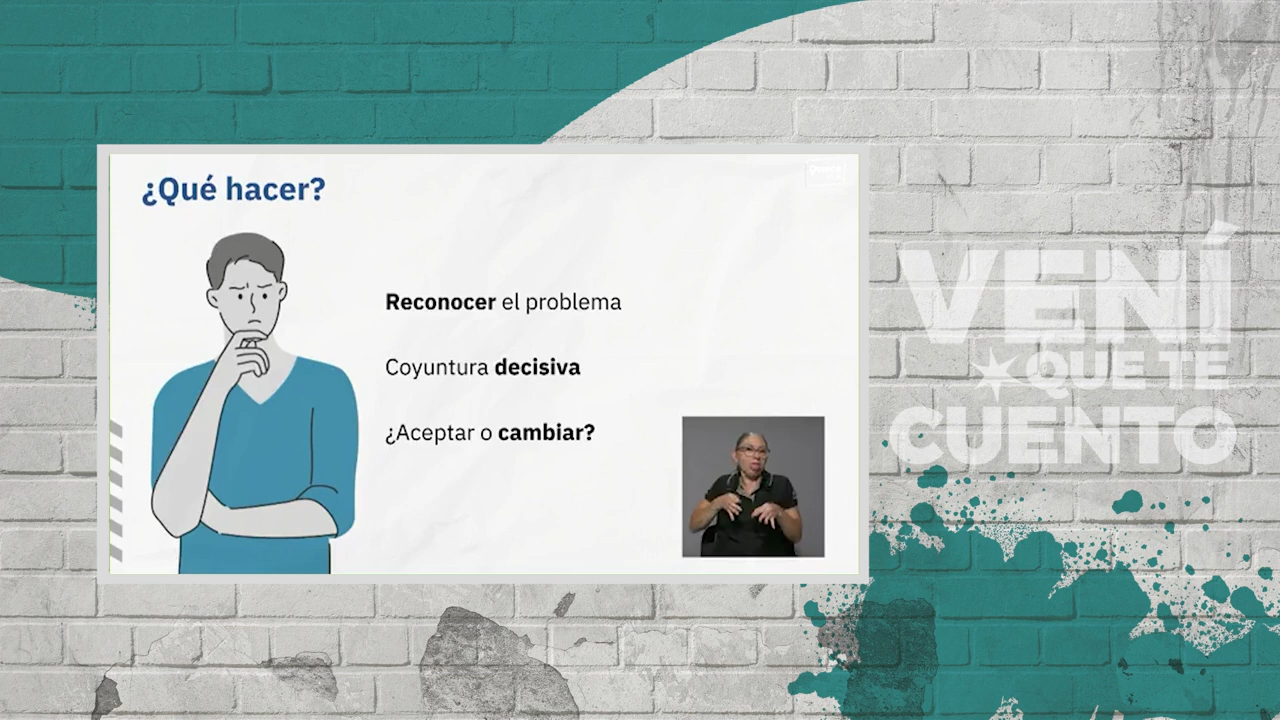 ¿Qué hacer?
Reconocer el problema
Coyuntura decisiva
¿Aceptar o cambiar?
VENÍ
QUE TE
CUENTO